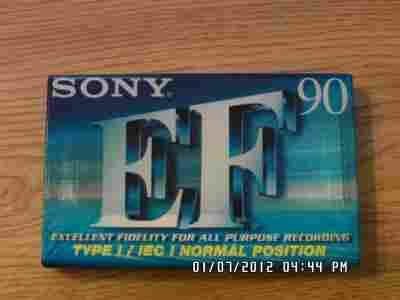 SONY
EF 90
EXCELLENT FIDELITY FOR ALL PURPOSE RECORDING
TYPE I / IEC I NORMAL POSITION
01/07/2012 04:44 PM